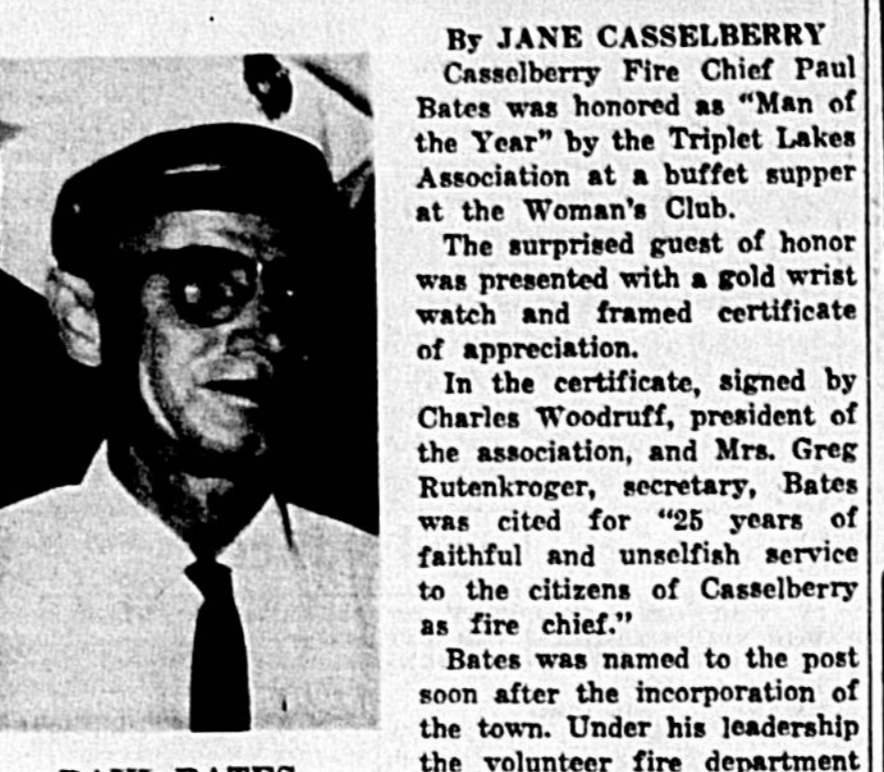 By JANE CASSELBERRY
Casselberry Fire Chief Paul
Bates was honored as "Man of
the Year" by the Triplet Lakes
Association at a buffet supper
at the Woman's Club.
The surprised guest of honor
was presented with a gold wrist
watch and framed certificate
of appreciation.
In the certificate, signed by
Charles Woodruff, president of
the association, and Mrs. Greg
Rutenkroger, secretary, Bates
was cited for "25 years of
faithful and unselfish service
to the citizens of Casselberry
as fire chief."
Bates was named to the post
soon after the incorporation of
the town. Under his leadership
the volunteer fire department
PAUL BATES